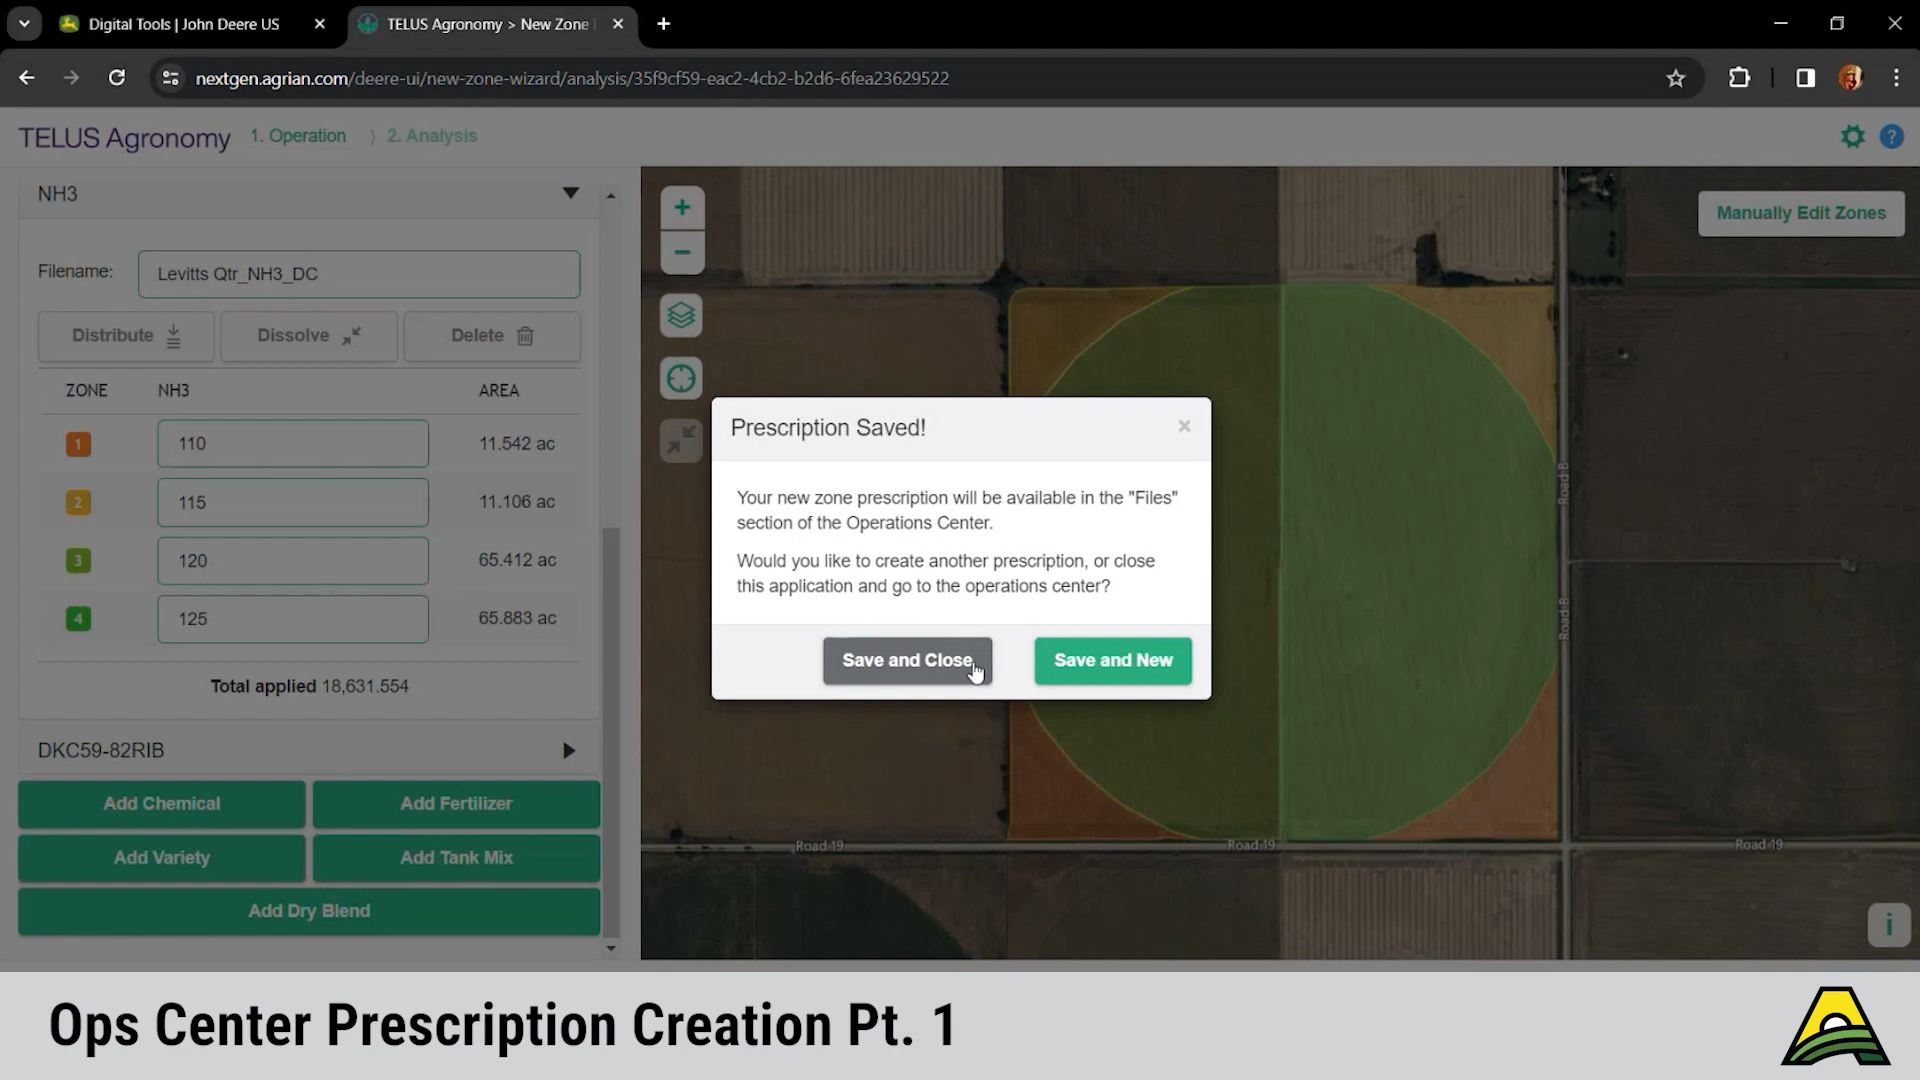 Digital Tools | John Deere US
TELUS Agronomy > New Zone
nextgen.agrian.com/deere-ui/new-zone-wizard/analysis/35f9cf59-eac2-4cb2-b2d6-6fea23629522
TELUS Agronomy
1. Operation
2. Analysis
?
NH3
Filename:
Levitts Qtr_NH3_DC
Distribute
Dissolve
Delete
ZONE NH3 AREA
1 110 11.542 ac
2 115 11.106 ac
3 120 65.412 ac
4 125 65.883 ac
Total applied 18,631.554
DKC59-82RIB
Add Chemical
Add Fertilizer
Add Variety
Add Tank Mix
Add Dry Blend
+
−
Manually Edit Zones
Prescription Saved!
×
Your new zone prescription will be available in the "Files"
section of the Operations Center.
Would you like to create another prescription, or close
this application and go to the operations center?
Save and Close
Save and New
Road B
Road B
Road 19
Road 19
Road 19
i
Ops Center Prescription Creation Pt. 1